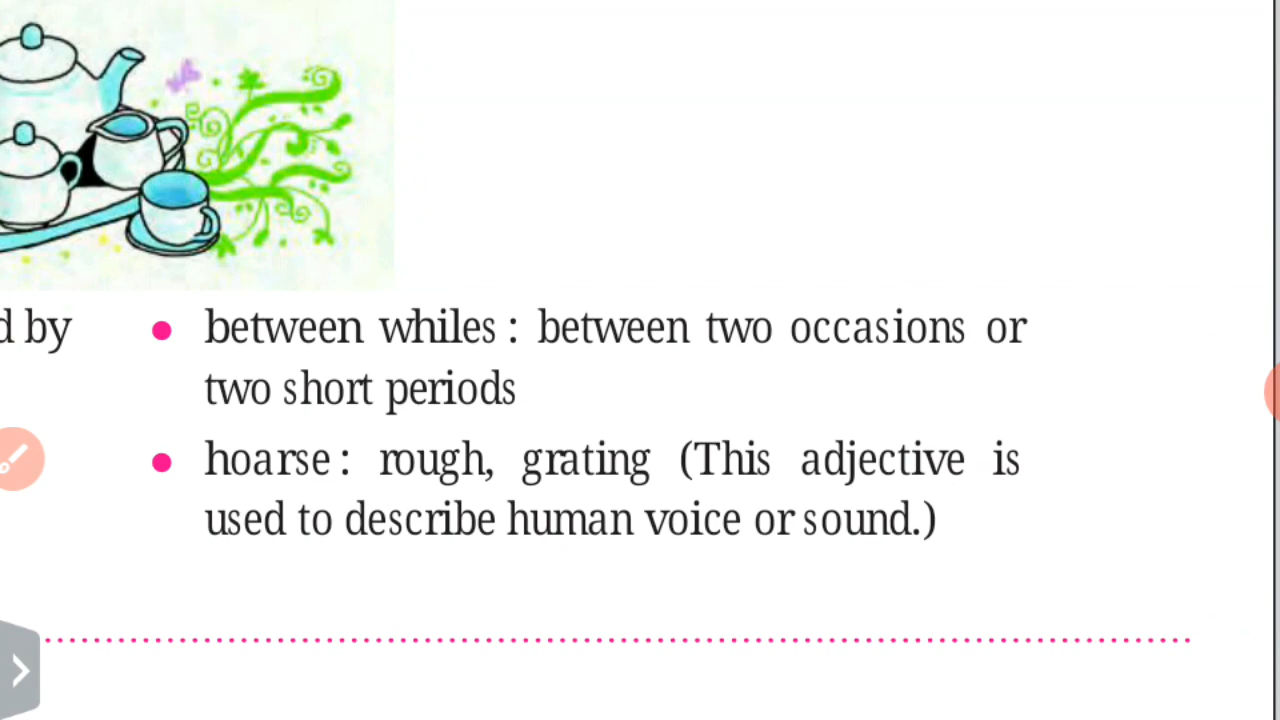 d by
between whiles : between two occasions or
two short periods
hoarse : rough, grating (This adjective is
used to describe human voice or sound.)